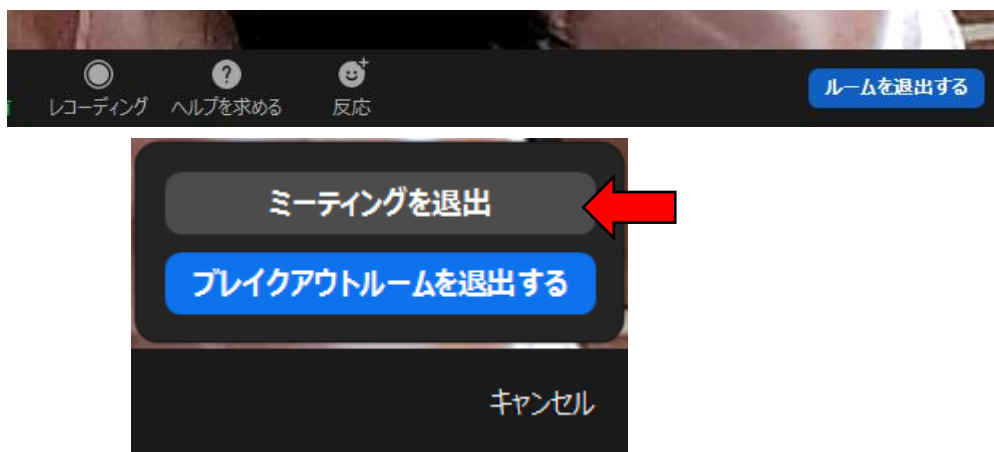 レコーディング ヘルプを求める 反応 ルームを退出する
ミーティングを退出
ブレイクアウトルームを退出する
キャンセル